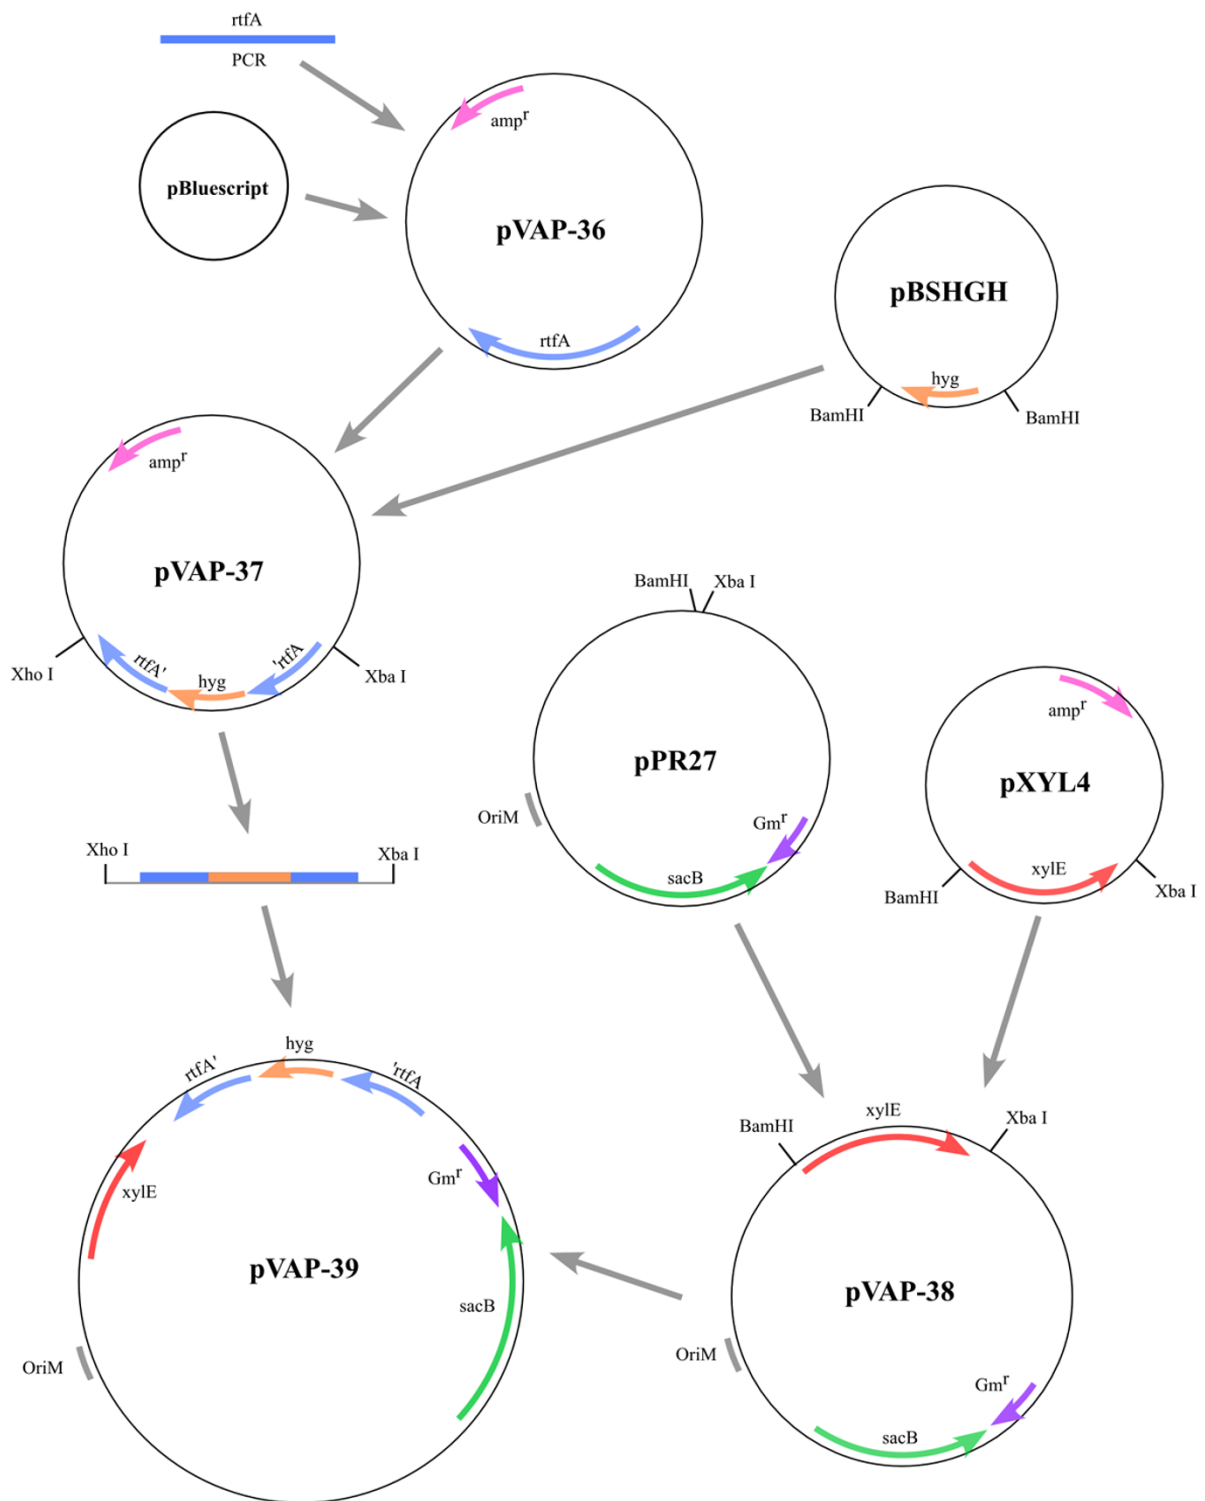 rtfA
PCR
amp^r
pBluescript
pVAP-36
rtfA
pBSHGH
hyg
BamHI
BamHI
amp^r
pVAP-37
Xho I
rtfA'
hyg
'rtfA
Xba I
BamHI
Xba I
pPR27
OriM
Gm^r
sacB
amp^r
pXYL4
xylE
BamHI
Xba I
Xho I
Xba I
rtfA'
hyg
'rtfA
xylE
Gm^r
pVAP-39
sacB
OriM
BamHI
xylE
Xba I
pVAP-38
OriM
Gm^r
sacB